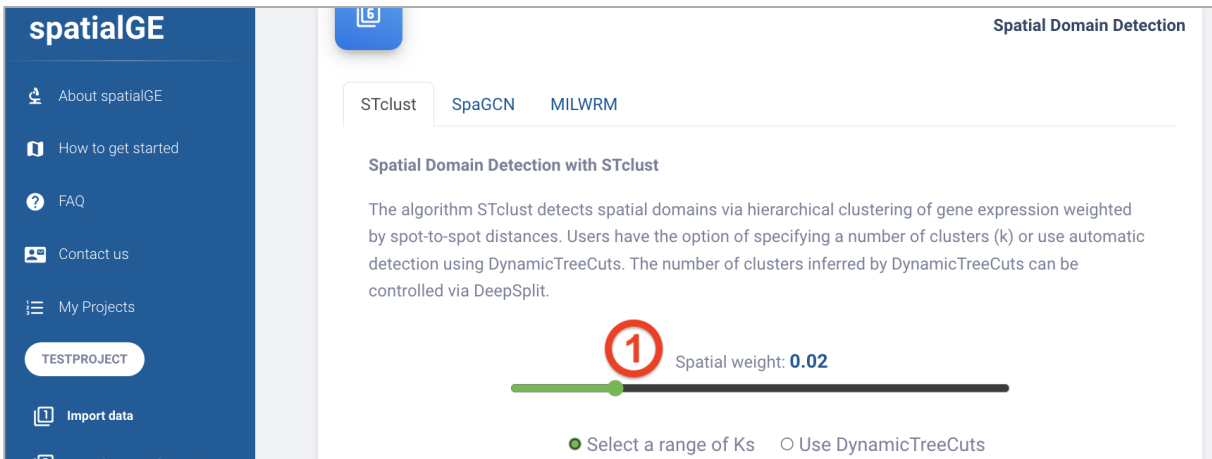 spatialGE
About spatialGE
How to get started
FAQ
Contact us
My Projects
TESTPROJECT
1 Import data
6
Spatial Domain Detection
STclust SpaGCN MILWRM
Spatial Domain Detection with STclust
The algorithm STclust detects spatial domains via hierarchical clustering of gene expression weighted
by spot-to-spot distances. Users have the option of specifying a number of clusters (k) or use automatic
detection using DynamicTreeCuts. The number of clusters inferred by DynamicTreeCuts can be
controlled via DeepSplit.
1 Spatial weight: 0.02
Select a range of Ks Use DynamicTreeCuts